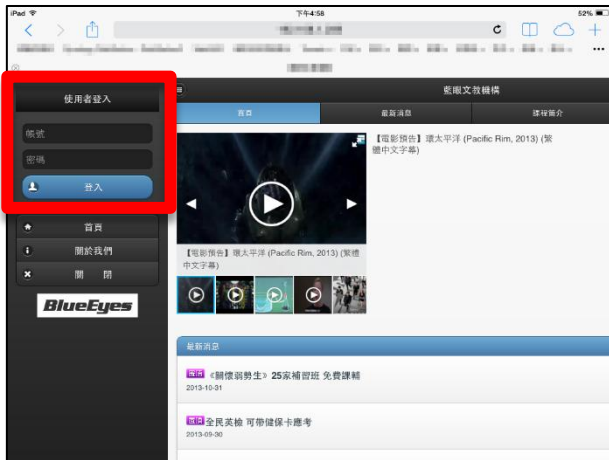 iPad
下午4:58
52%
使用者登入
帳號
密碼
登入
首頁
關於我們
關 閉
BlueEyes
藍眼文教機構
首頁
最新消息
課程簡介
【電影預告】環太平洋 (Pacific Rim, 2013) (繁
體中文字幕)
【電影預告】環太平洋 (Pacific Rim, 2013) (繁體
中文字幕)
最新消息
《關懷弱勢生》25家補習班 免費課輔
2013-10-31
全民英檢 可帶健保卡應考
2013-09-30